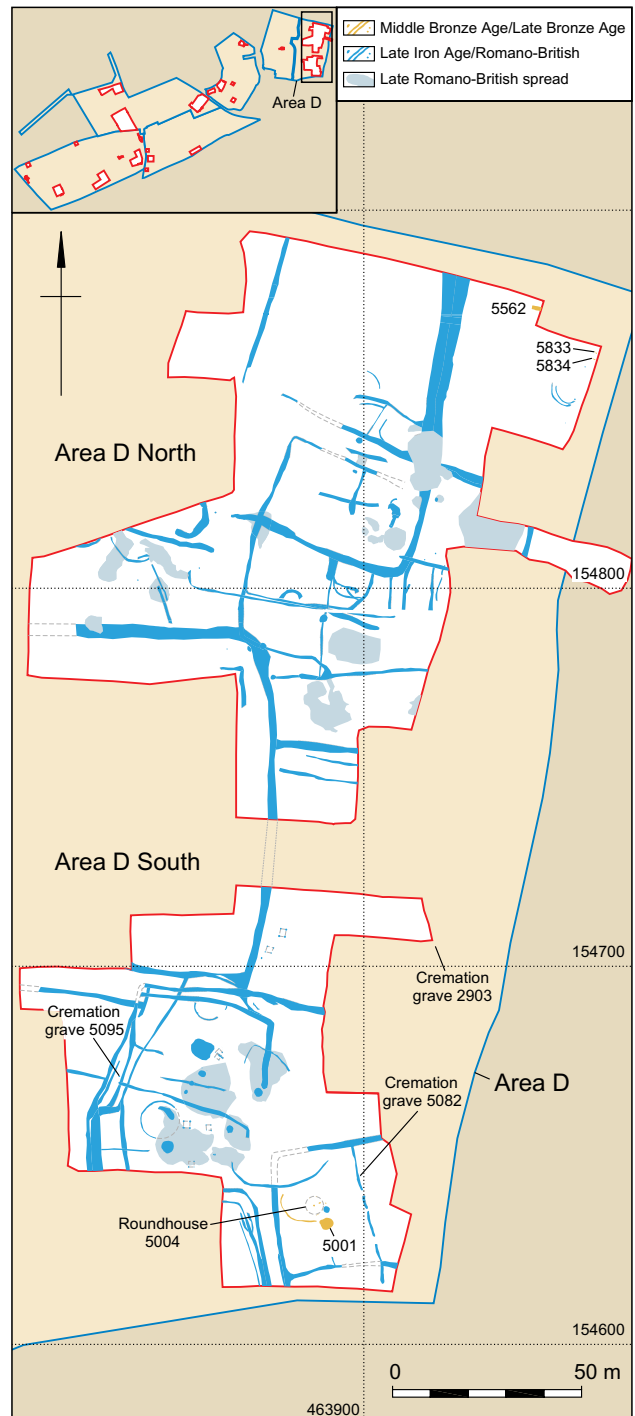 Middle Bronze Age/Late Bronze Age
Late Iron Age/Romano-British
Late Romano-British spread
Area D
5562
5833
5834
Area D North
154800
Area D South
154700
Cremation
grave 2903
Cremation
grave 5095
Cremation
grave 5082
Area D
Roundhouse
5004
5001
154600
0
50 m
463900